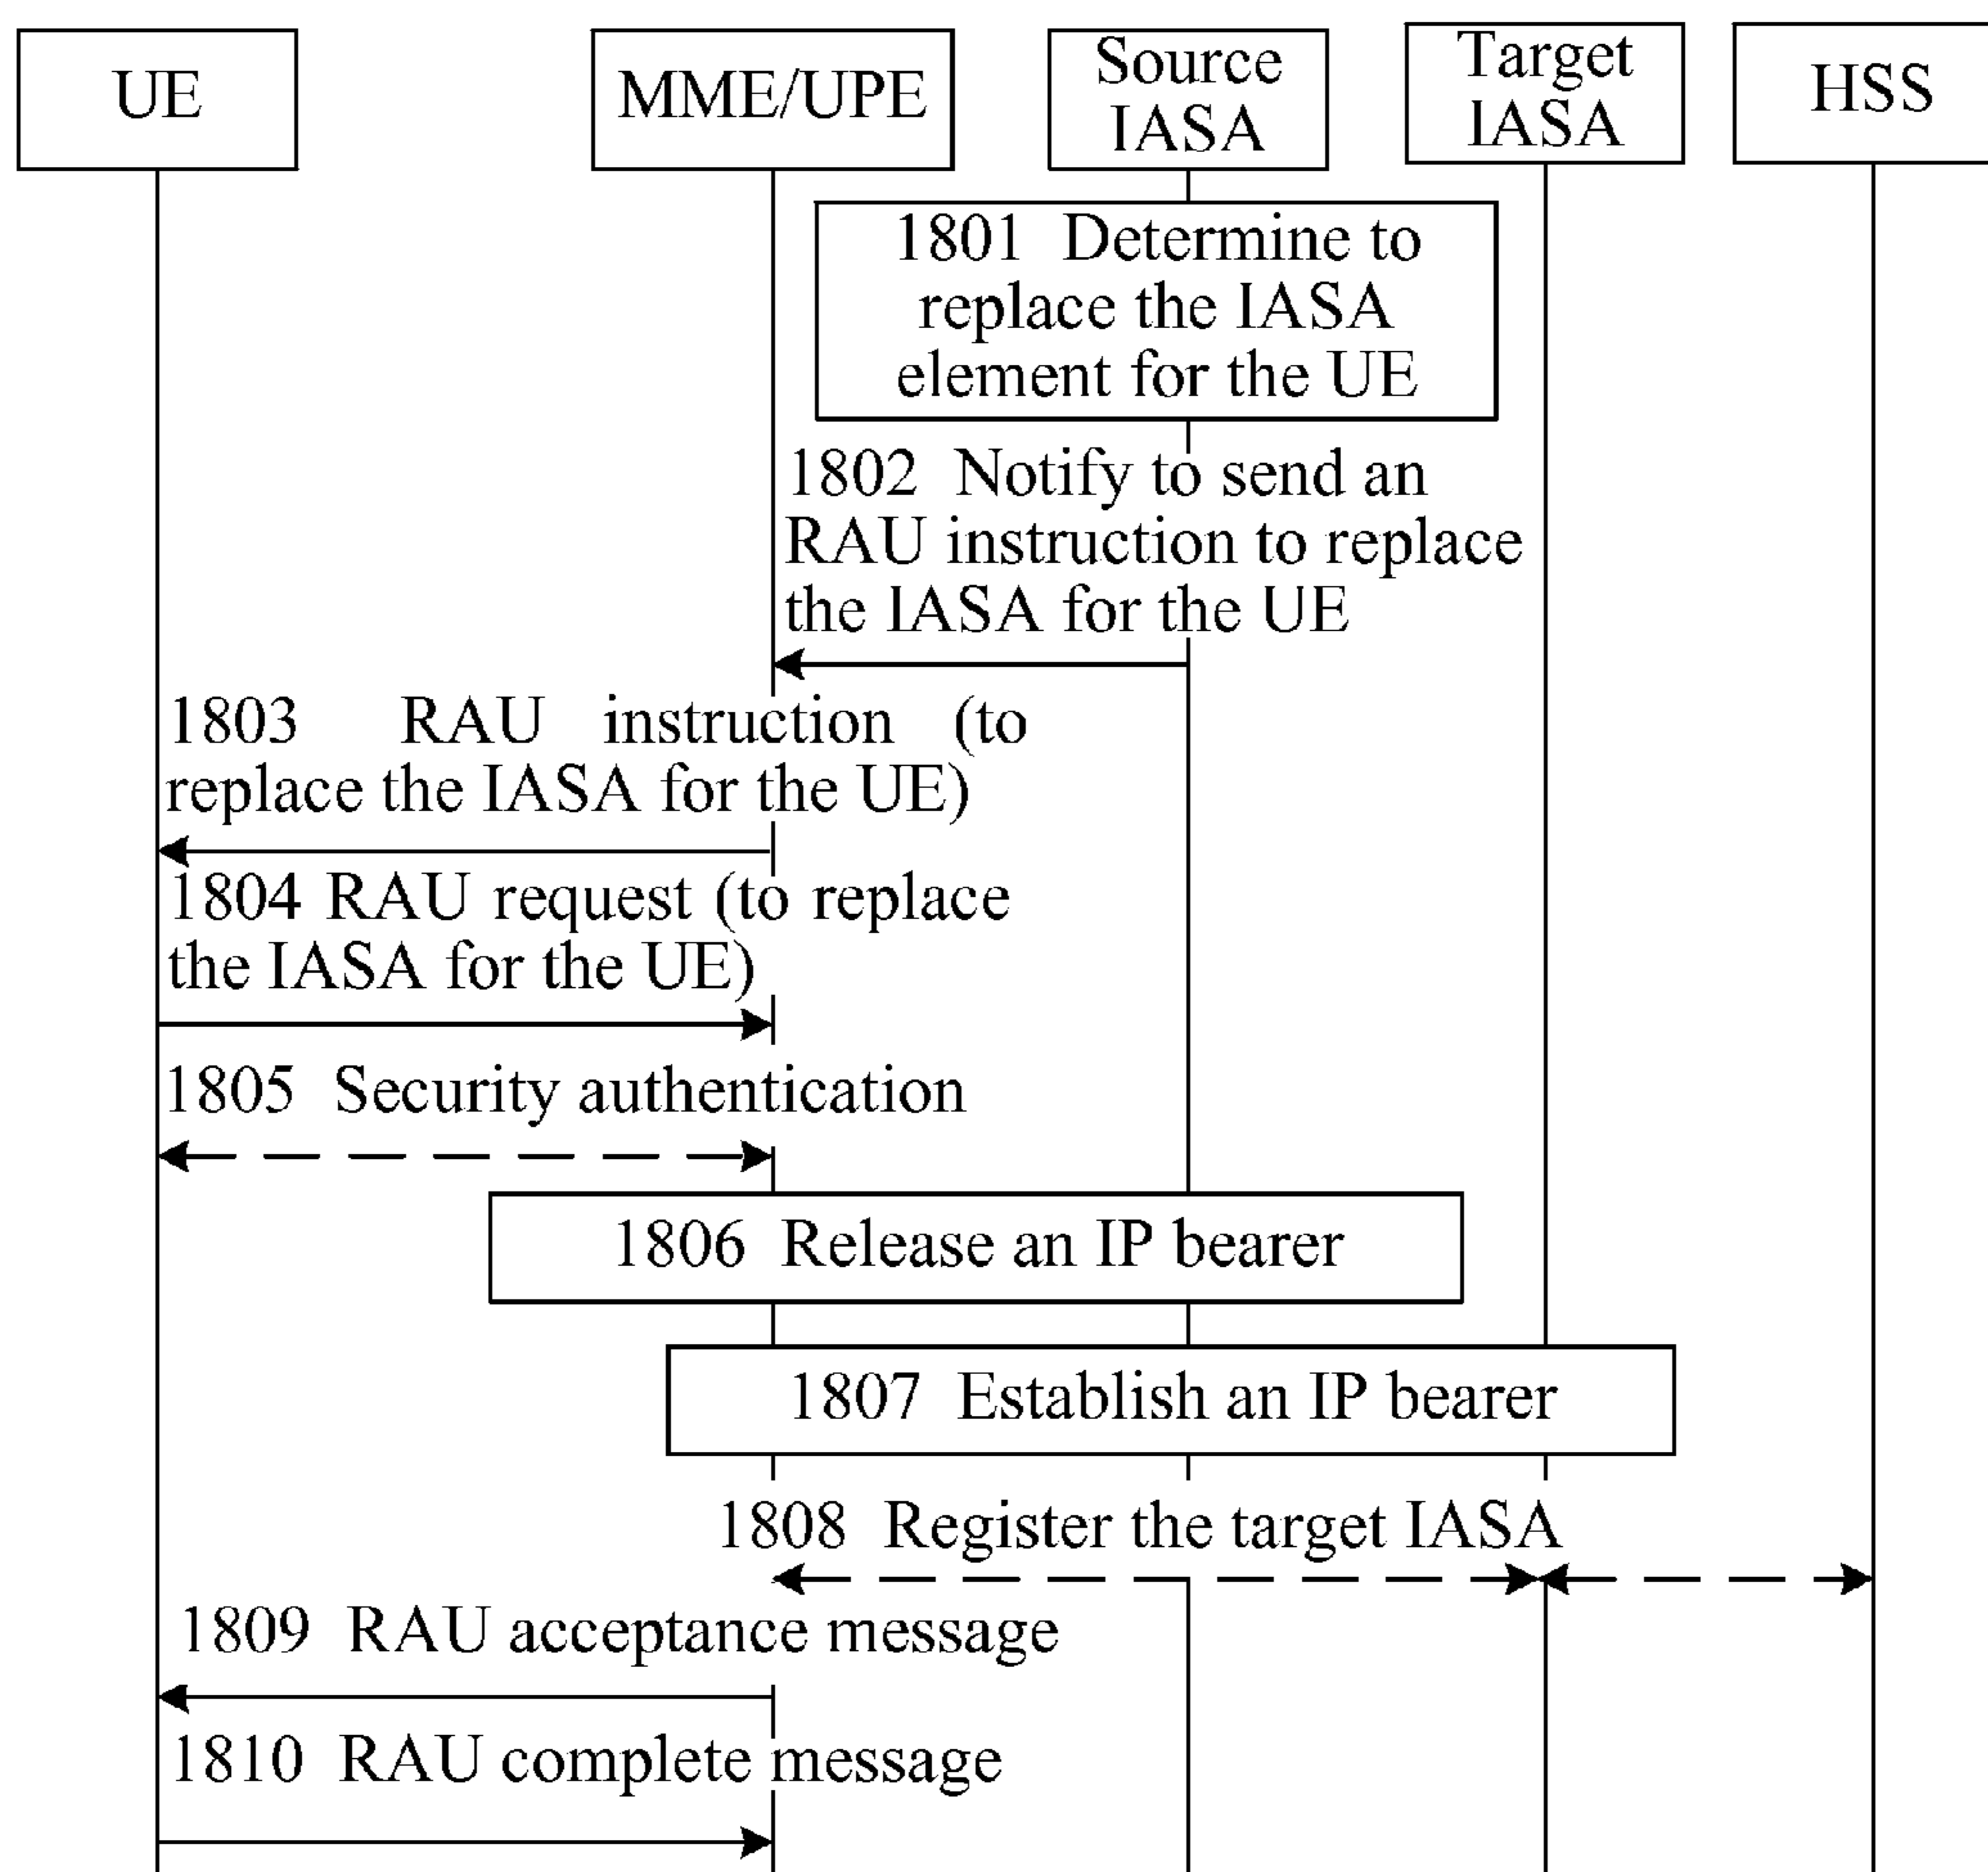 UE
MME/UPE
Source
IASA
Target
IASA
HSS
1801 Determine to
replace the IASA
element for the UE
1802 Notify to send an
RAU instruction to replace
the IASA for the UE
1803 RAU instruction (to
replace the IASA for the UE)
1804 RAU request (to replace
the IASA for the UE)
1805 Security authentication
1806 Release an IP bearer
1807 Establish an IP bearer
1808 Register the target IASA
1809 RAU acceptance message
1810 RAU complete message